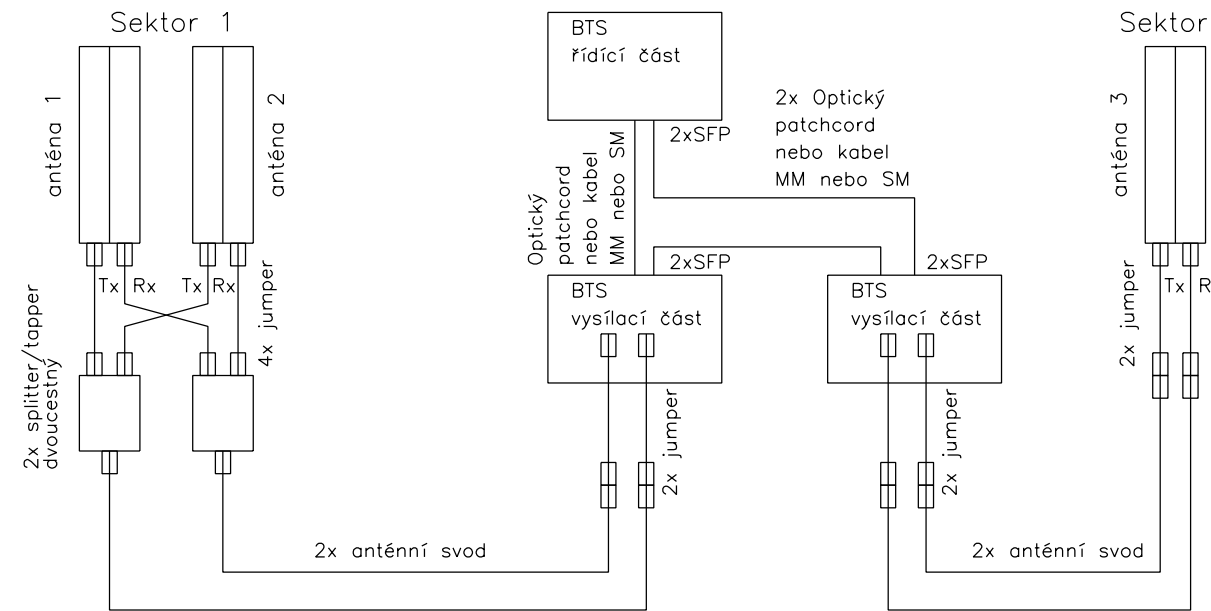 Sektor 1
BTS
řídící část
Sektor
anténa 1
anténa 2
2xSFP
2x Optický
patchcord
nebo kabel
MM nebo SM
anténa 3
Optický
patchcord
nebo kabel
MM nebo SM
2xSFP
2xSFP
Tx Rx
Tx Rx
4x jumper
BTS
vysílací část
BTS
vysílací část
2x jumper
Tx R
2x splitter/tapper
dvoucestný
2x jumper
2x jumper
2x anténní svod
2x anténní svod